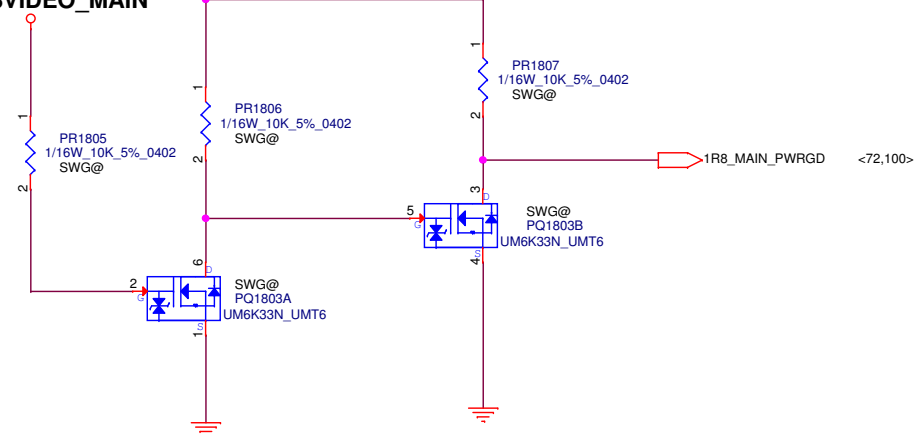 VIDEO_MAIN
1
PR1805
1/16W_10K_5%_0402
SWG@
2
1
PR1806
1/16W_10K_5%_0402
SWG@
2
1
PR1807
1/16W_10K_5%_0402
SWG@
2
1R8_MAIN_PWRGD <72,100>
3
D
5
G
S
4
SWG@
PQ1803B
UM6K33N_UMT6
6
D
2
G
S
1
SWG@
PQ1803A
UM6K33N_UMT6